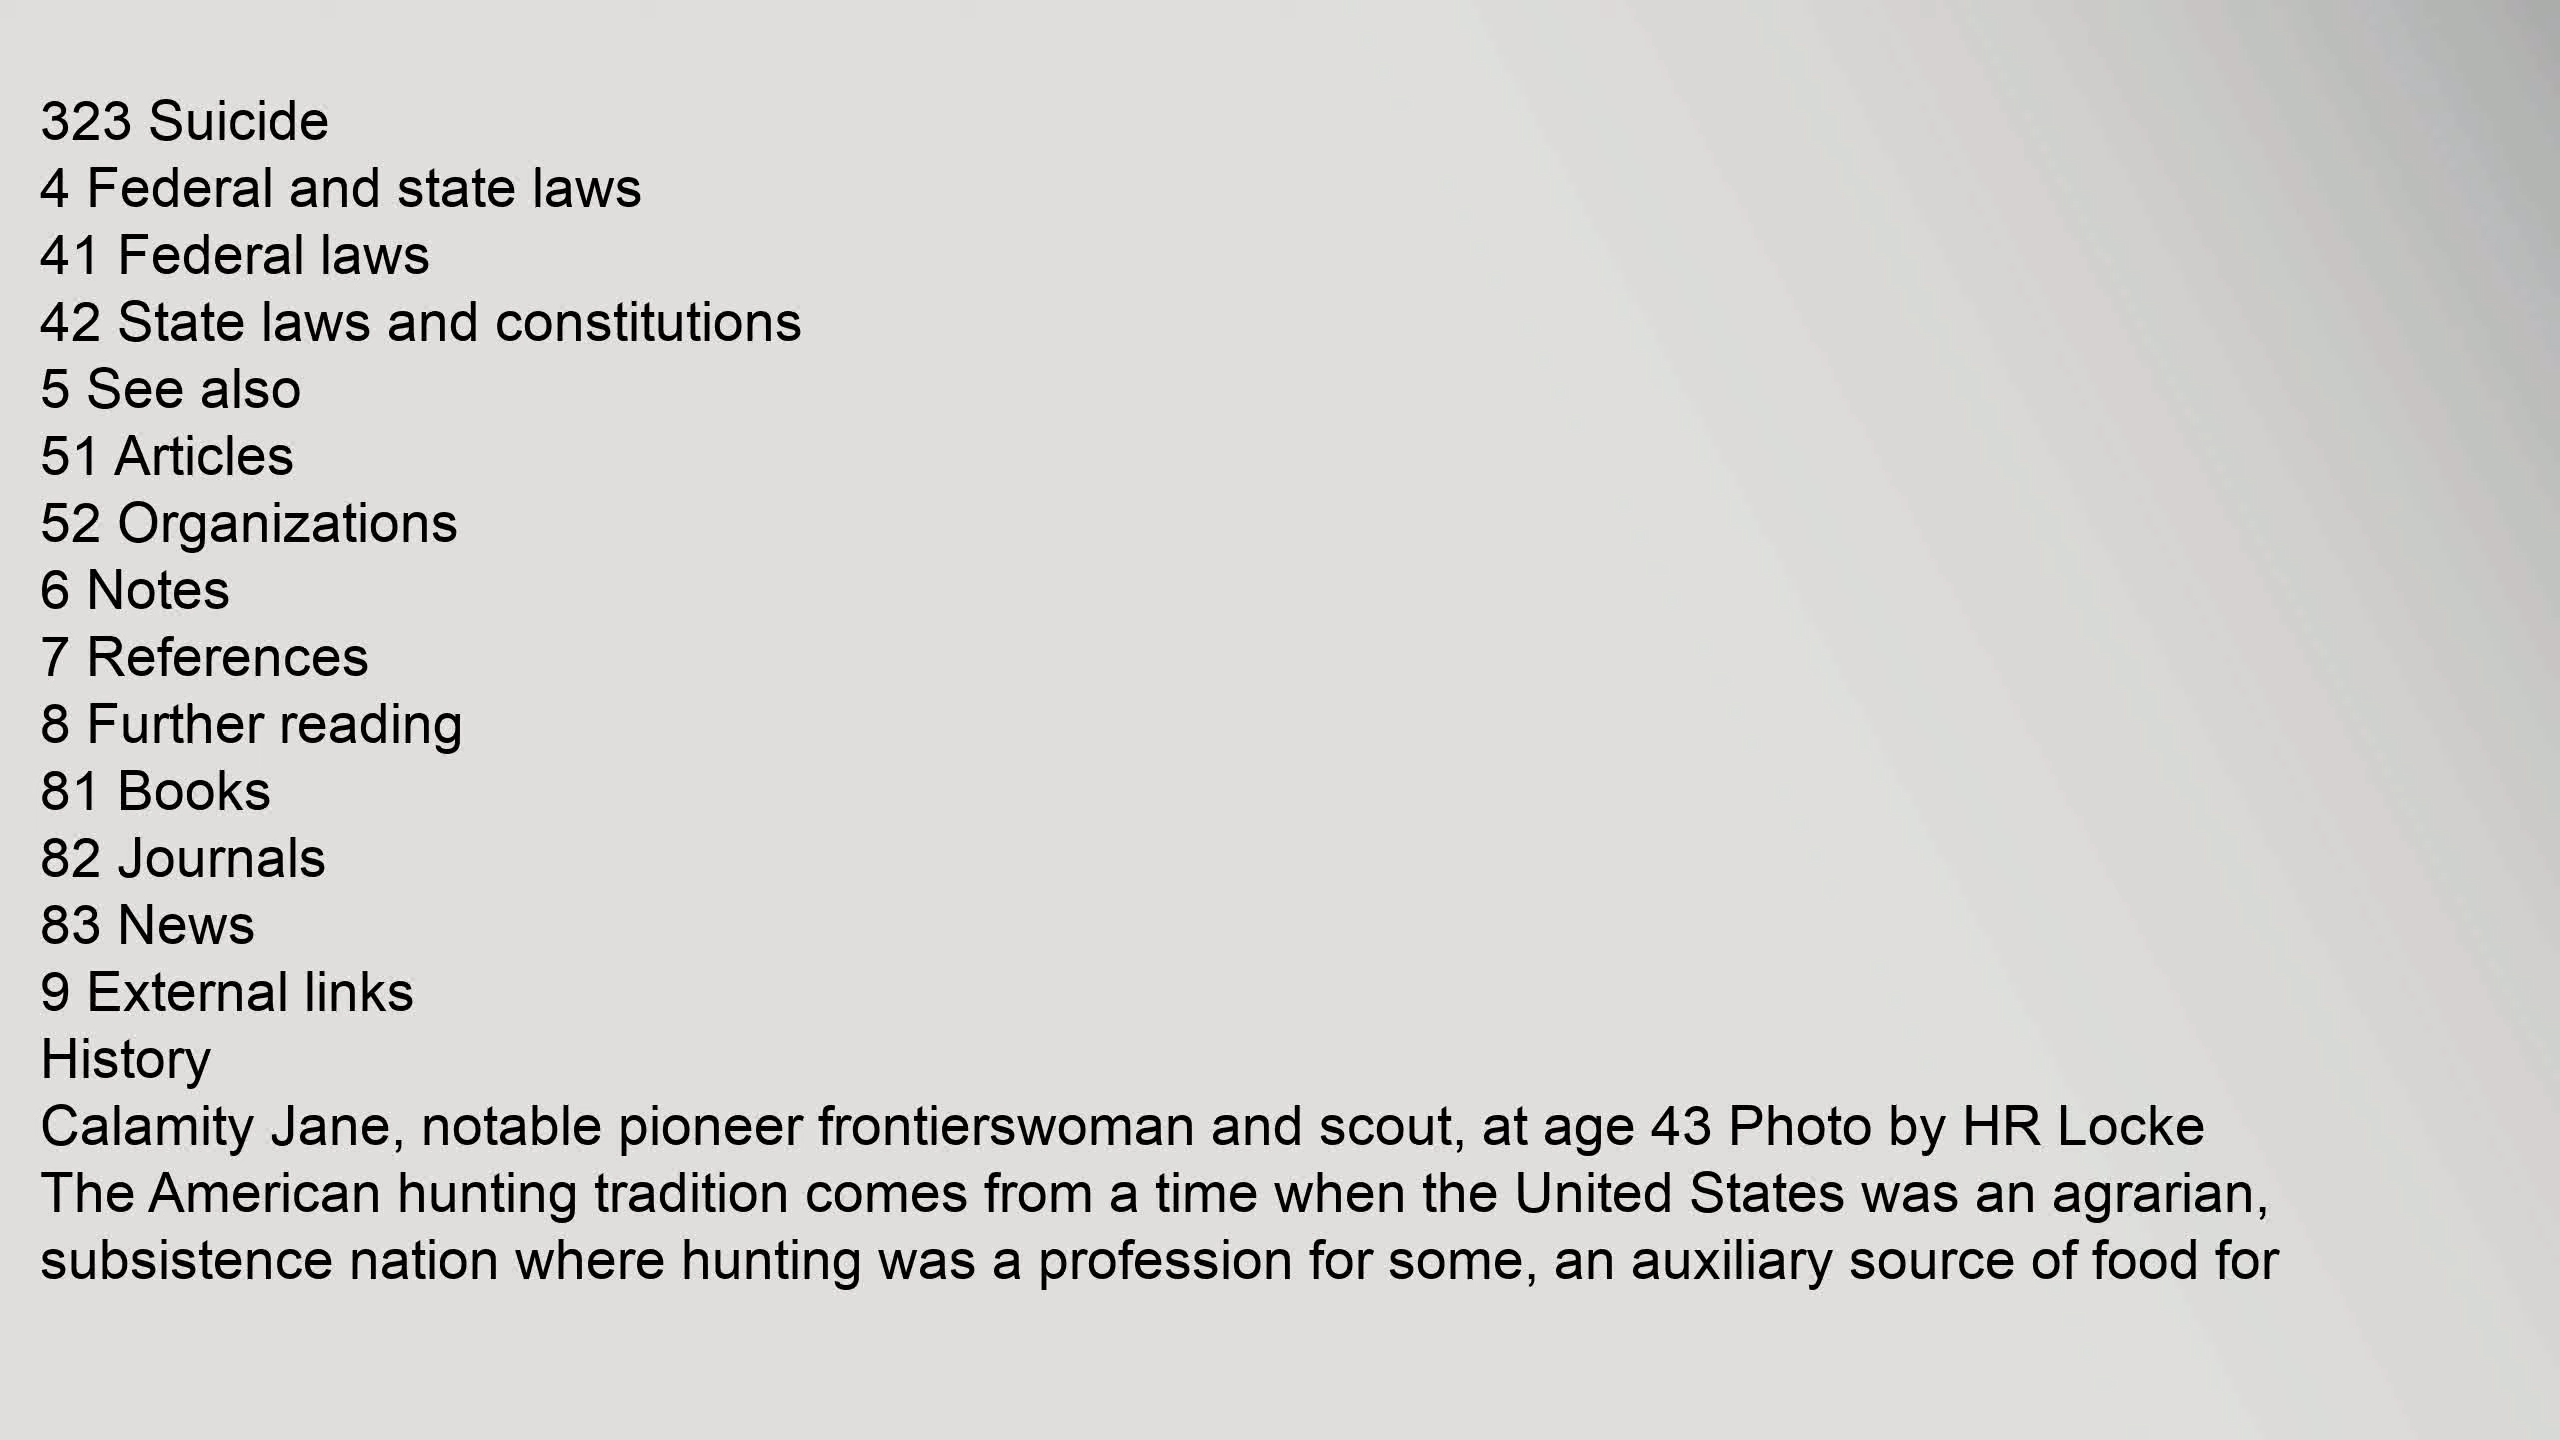 323 Suicide
4 Federal and state laws
41 Federal laws
42 State laws and constitutions
5 See also
51 Articles
52 Organizations
6 Notes
7 References
8 Further reading
81 Books
82 Journals
83 News
9 External links
History
Calamity Jane, notable pioneer frontierswoman and scout, at age 43 Photo by HR Locke
The American hunting tradition comes from a time when the United States was an agrarian,
subsistence nation where hunting was a profession for some, an auxiliary source of food for